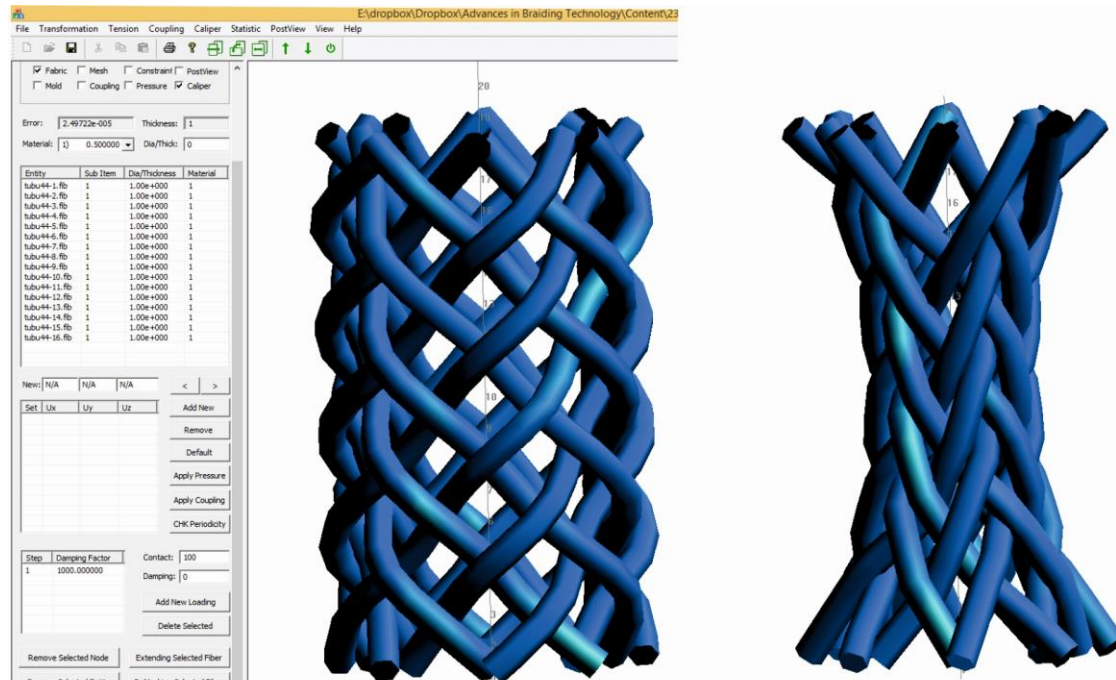 E:\dropbox\Dropbox\Advances in Braiding Technology\Content\23
File Transformation Tension Coupling Caliper Statistic PostView View Help
Fabric Mesh Constraint PostView
Mold Coupling Pressure Caliper
Error: 2.49722e-005 Thickness: 1
Material: 1) 0.500000 Dia/Thick: 0
Entity Sub Item Dia/Thickness Material
tubu44-1.fib 1 1.00e+000 1
tubu44-2.fib 1 1.00e+000 1
tubu44-3.fib 1 1.00e+000 1
tubu44-4.fib 1 1.00e+000 1
tubu44-5.fib 1 1.00e+000 1
tubu44-6.fib 1 1.00e+000 1
tubu44-7.fib 1 1.00e+000 1
tubu44-8.fib 1 1.00e+000 1
tubu44-9.fib 1 1.00e+000 1
tubu44-10.fib 1 1.00e+000 1
tubu44-11.fib 1 1.00e+000 1
tubu44-12.fib 1 1.00e+000 1
tubu44-13.fib 1 1.00e+000 1
tubu44-14.fib 1 1.00e+000 1
tubu44-15.fib 1 1.00e+000 1
tubu44-16.fib 1 1.00e+000 1
New: N/A N/A N/A < >
Set Ux Uy Uz
Add New
Remove
Default
Apply Pressure
Apply Coupling
CHK Periodicity
Step Damping Factor
1 1000.000000
Contact: 100
Damping: 0
Add New Loading
Delete Selected
Remove Selected Node Extending Selected Fiber
20
17
10
3
16